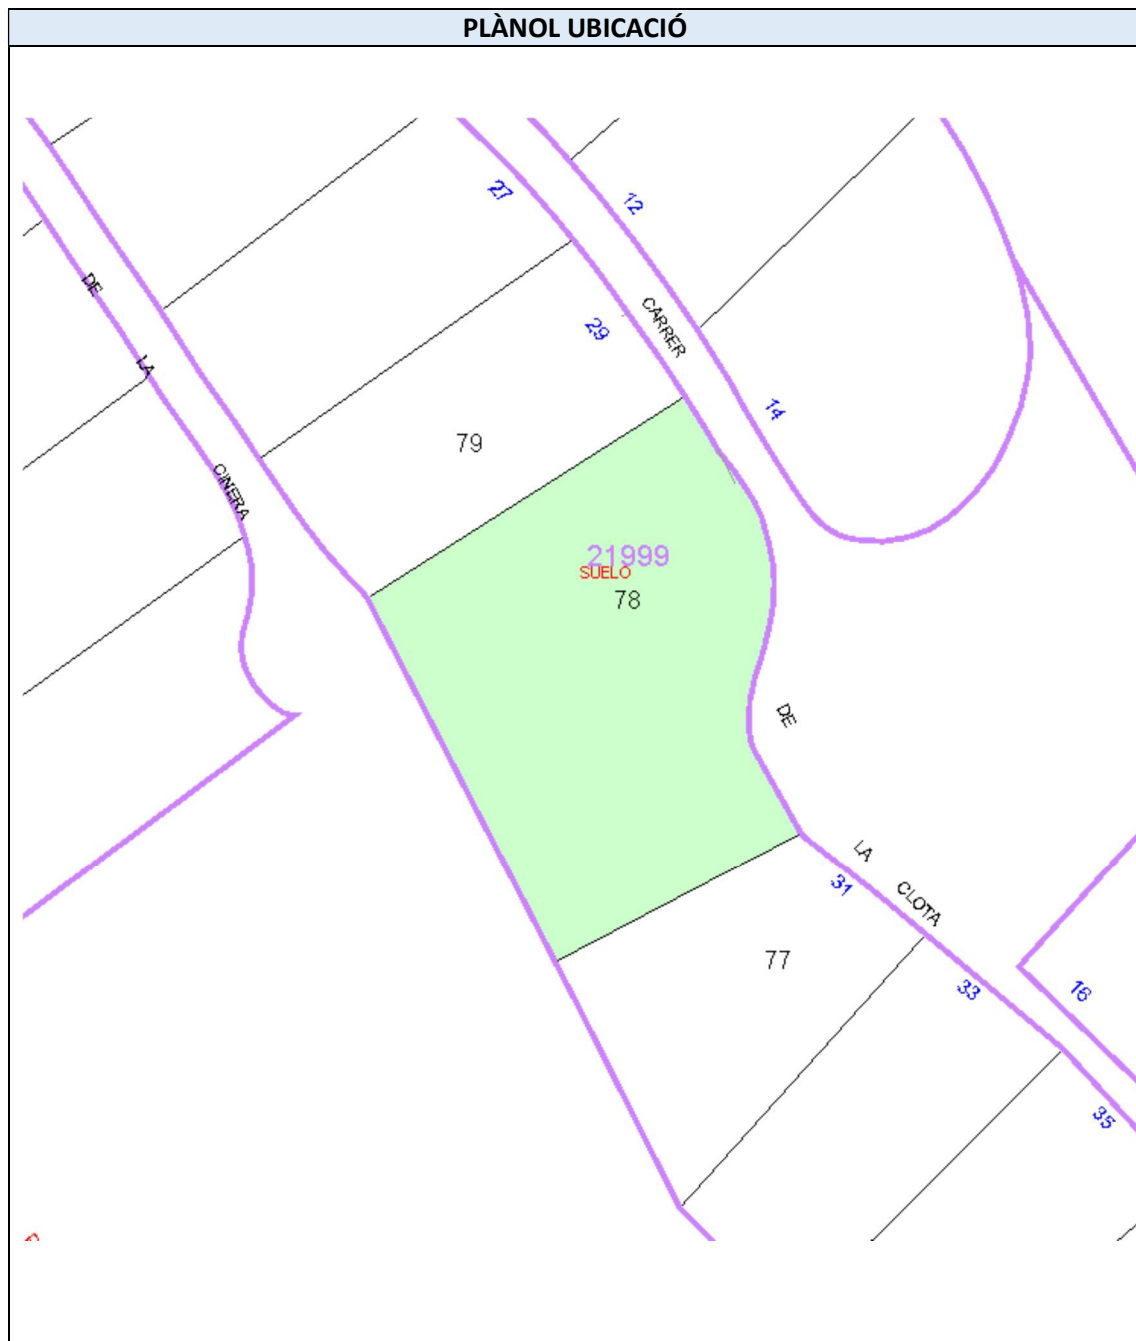 PLÀNOL UBICACIÓ
27
12
DE
CARRER
29
LA
14
79
CINERA
21999
SUELO
78
DE
LA
31
CLOTA
77
33
16
35